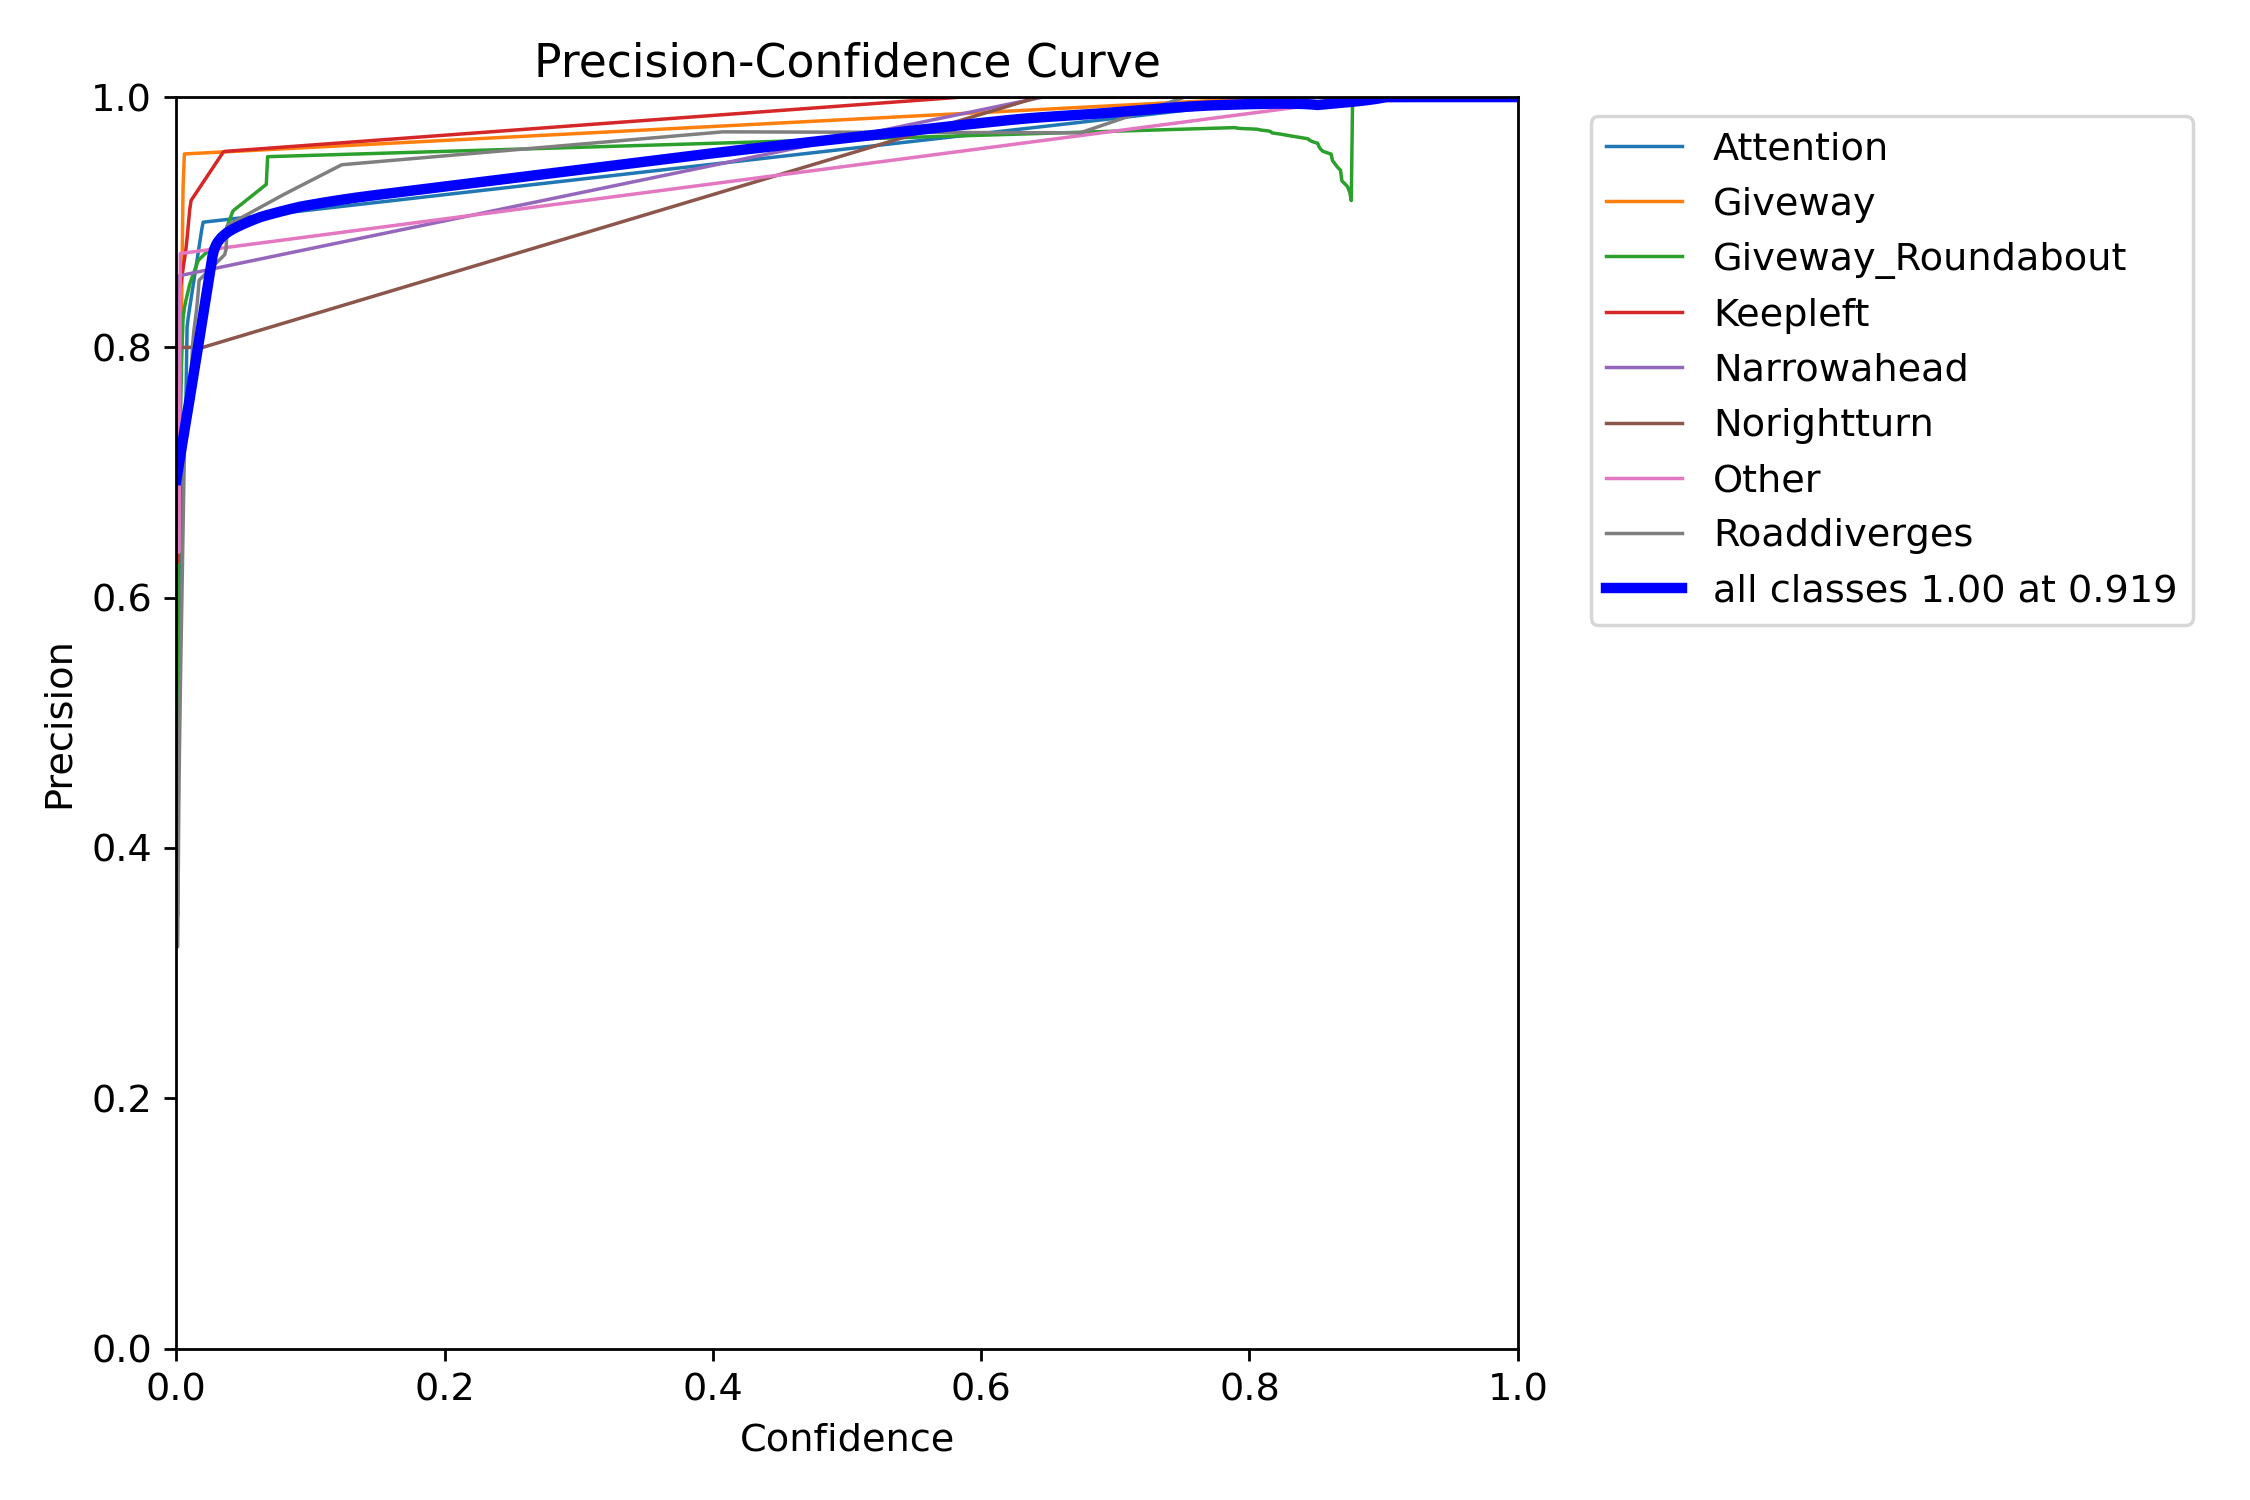 Precision-Confidence Curve
1.0
0.8
0.6
0.4
0.2
0.0
Precision
0.0 0.2 0.4 0.6 0.8 1.0
Confidence
Attention
Giveway
Giveway_Roundabout
Keepleft
Narrowahead
Norightturn
Other
Roaddiverges
all classes 1.00 at 0.919